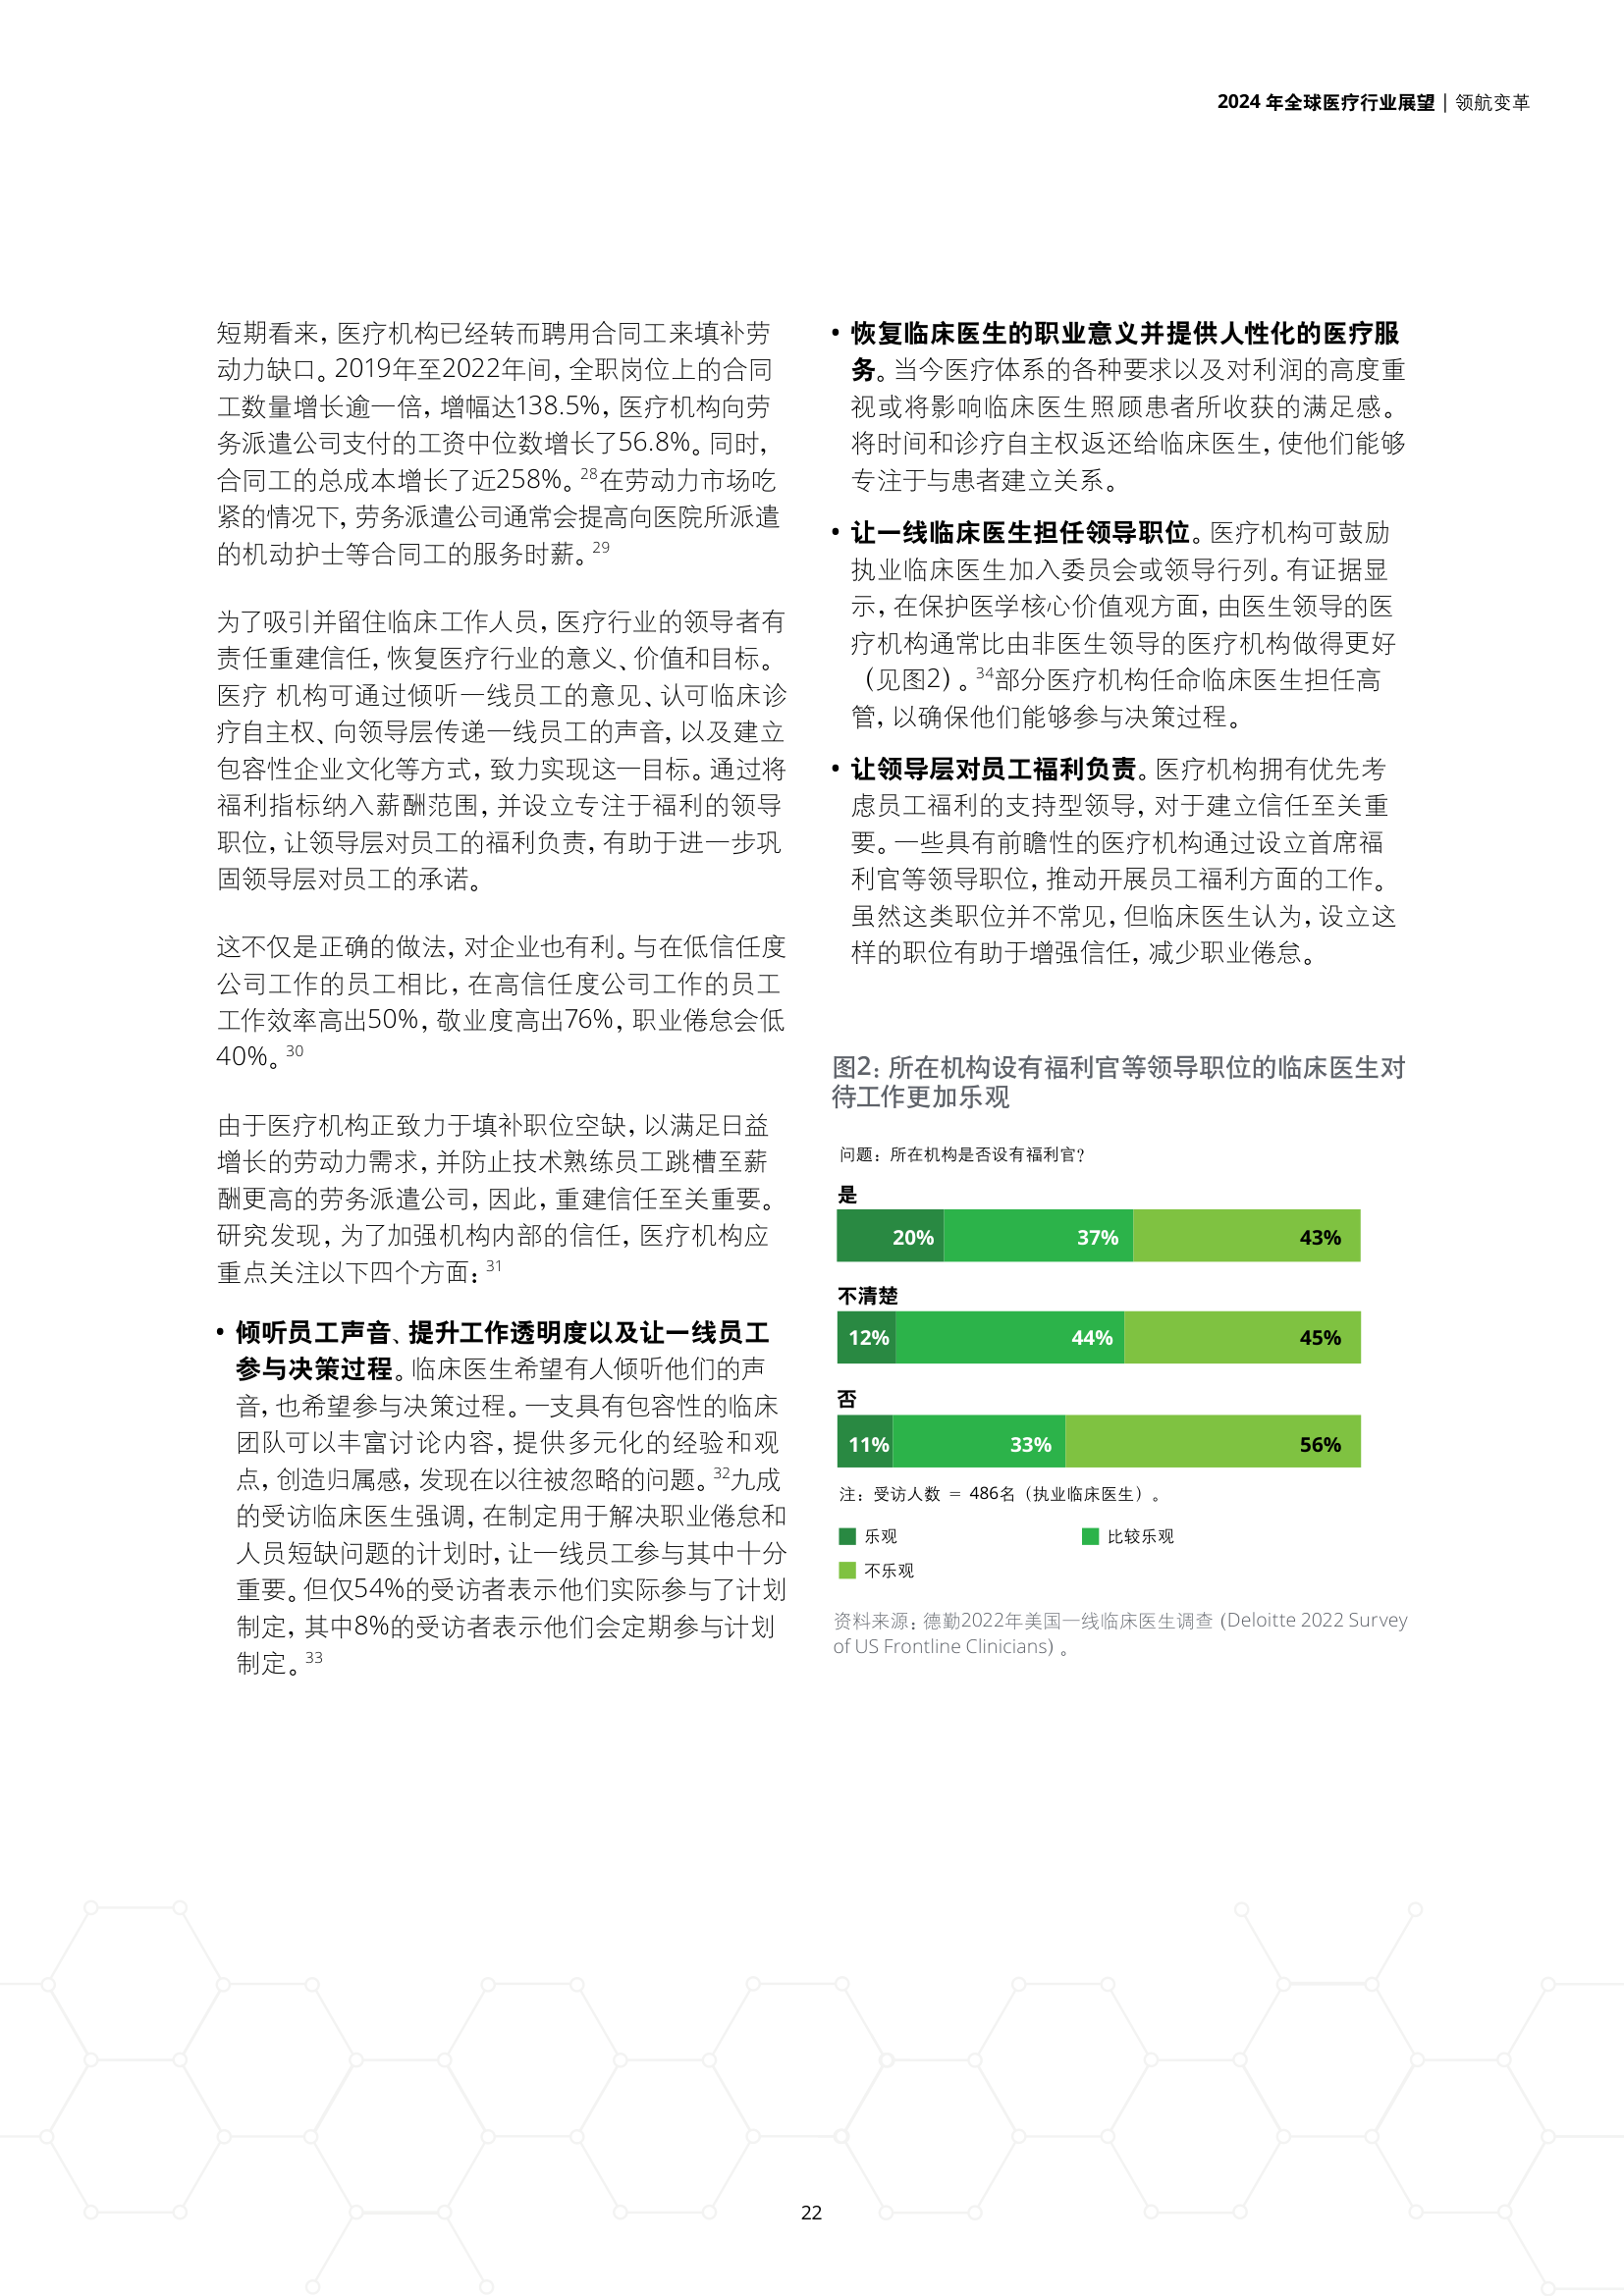 2024 年全球医疗行业展望 | 领航变革
短期看来，医疗机构已经转而聘用合同工来填补劳
动力缺口。2019年至2022年间，全职岗位上的合同
工数量增长逾一倍，增幅达138.5%，医疗机构向劳
务派遣公司支付的工资中位数增长了56.8%。同时，
合同工的总成本增长了近258%。28在劳动力市场吃
紧的情况下，劳务派遣公司通常会提高向医院所派遣
的机动护士等合同工的服务时薪。29
为了吸引并留住临床工作人员，医疗行业的领导者有
责任重建信任，恢复医疗行业的意义、价值和目标。
医疗 机构可通过倾听一线员工的意见、认可临床诊
疗自主权、向领导层传递一线员工的声音，以及建立
包容性企业文化等方式，致力实现这一目标。通过将
福利指标纳入薪酬范围，并设立专注于福利的领导
职位，让领导层对员工的福利负责，有助于进一步巩
固领导层对员工的承诺。
这不仅是正确的做法，对企业也有利。与在低信任度
公司工作的员工相比，在高信任度公司工作的员工
工作效率高出50%，敬业度高出76%，职业倦怠会低
40%。30
由于医疗机构正致力于填补职位空缺，以满足日益
增长的劳动力需求，并防止技术熟练员工跳槽至薪
酬更高的劳务派遣公司，因此，重建信任至关重要。
研究发现，为了加强机构内部的信任，医疗机构应
重点关注以下四个方面：31
• 倾听员工声音、提升工作透明度以及让一线员工
参与决策过程。临床医生希望有人倾听他们的声
音，也希望参与决策过程。一支具有包容性的临床
团队可以丰富讨论内容，提供多元化的经验和观
点，创造归属感，发现在以往被忽略的问题。32九成
的受访临床医生强调，在制定用于解决职业倦怠和
人员短缺问题的计划时，让一线员工参与其中十分
重要。但仅54%的受访者表示他们实际参与了计划
制定，其中8%的受访者表示他们会定期参与计划
制定。33
• 恢复临床医生的职业意义并提供人性化的医疗服
务。当今医疗体系的各种要求以及对利润的高度重
视或将影响临床医生照顾患者所收获的满足感。
将时间和诊疗自主权返还给临床医生，使他们能够
专注于与患者建立关系。
• 让一线临床医生担任领导职位。医疗机构可鼓励
执业临床医生加入委员会或领导行列。有证据显
示，在保护医学核心价值观方面，由医生领导的医
疗机构通常比由非医生领导的医疗机构做得更好
（见图2）。34部分医疗机构任命临床医生担任高
管，以确保他们能够参与决策过程。
• 让领导层对员工福利负责。医疗机构拥有优先考
虑员工福利的支持型领导，对于建立信任至关重
要。一些具有前瞻性的医疗机构通过设立首席福
利官等领导职位，推动开展员工福利方面的工作。
虽然这类职位并不常见，但临床医生认为，设立这
样的职位有助于增强信任，减少职业倦怠。
图2：所在机构设有福利官等领导职位的临床医生对
待工作更加乐观
问题：所在机构是否设有福利官？
是
20% 37% 43%
不清楚
12% 44% 45%
否
11% 33% 56%
注：受访人数 = 486名（执业临床医生）。
乐观 比较乐观
不乐观
资料来源：德勤2022年美国一线临床医生调查 (Deloitte 2022 Survey
of US Frontline Clinicians) 。
22